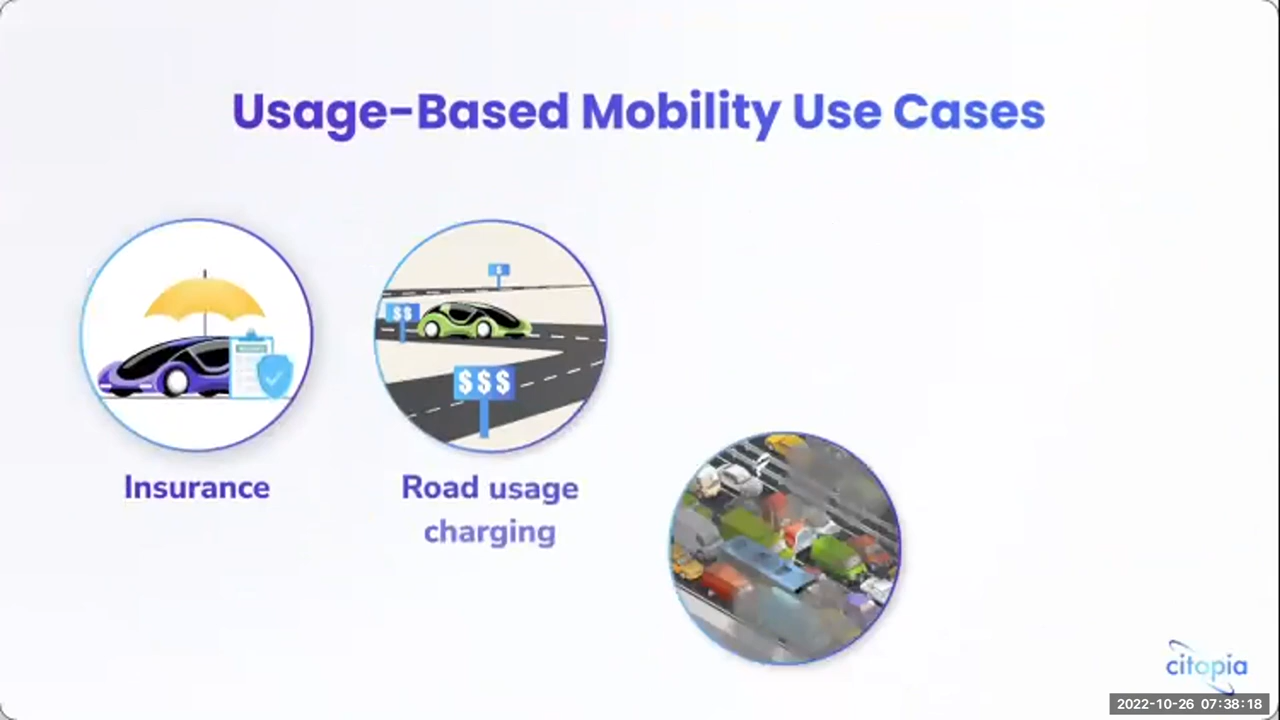 Usage-Based Mobility Use Cases
$
$$
$$$
Insurance
Road usage
charging
citopia
2022-10-26 07:38:18